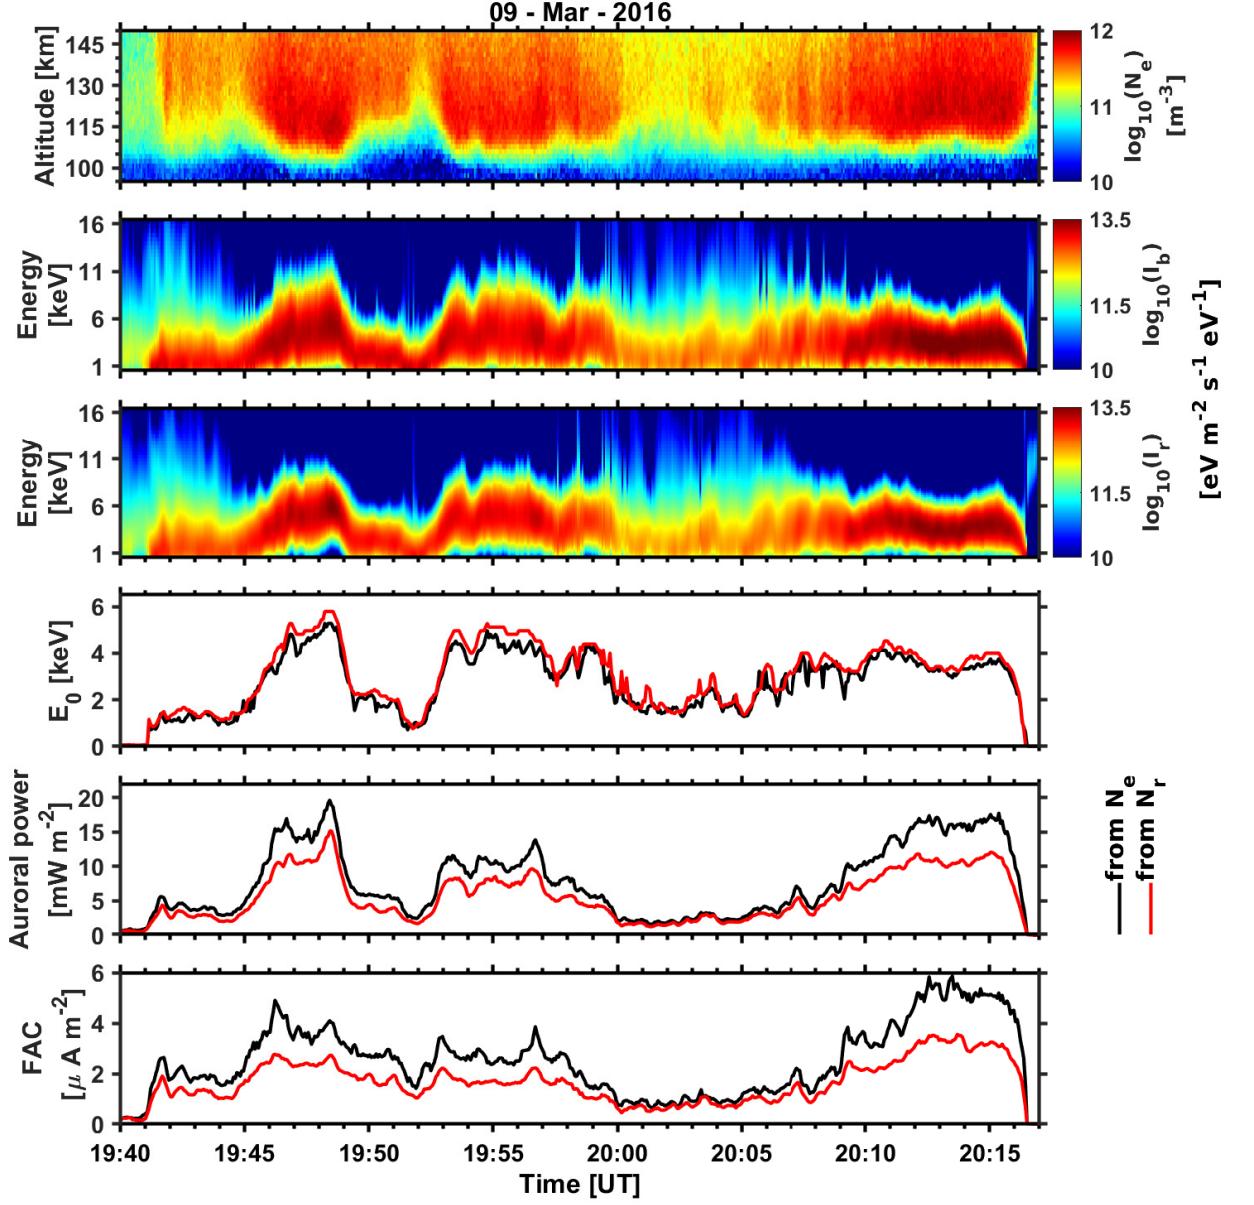 09 - Mar - 2016
Altitude [km]
145
130
115
100
12
11
10
log10(Ne)
[m-3]
Energy
[keV]
16
11
6
1
13.5
11.5
10
log10(Ib)
Energy
[keV]
16
11
6
1
13.5
11.5
10
log10(Ir)
[eV m-2 s-1 eV-1]
E0 [keV]
6
4
2
0
Auroral power
[mW m-2]
20
15
10
5
0
from Ne
from Nr
FAC
[μ A m-2]
6
4
2
0
19:40 19:45 19:50 19:55 20:00 20:05 20:10 20:15
Time [UT]